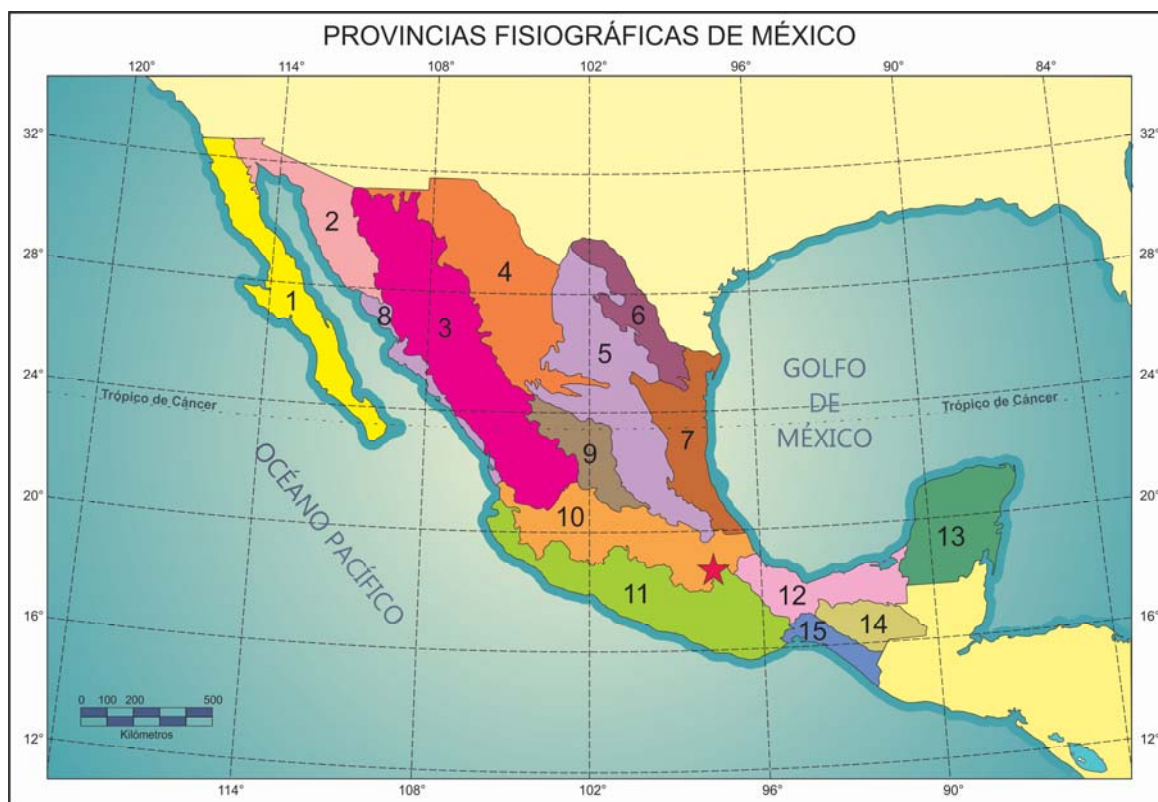 PROVINCIAS FISIOGRÁFICAS DE MÉXICO
120° 114° 108° 102° 96° 90° 84°
32° 32°
2
28° 28°
4
1
8
6
3
5
GOLFO
DE
MÉXICO
24° 24°
Trópico de Cáncer
Trópico de Cáncer
7
9
OCÉANO PACÍFICO
20° 20°
10
13
11
12
16° 16°
15
14
0 100 200 500
Kilómetros
12° 12°
114° 108° 102° 96° 90°